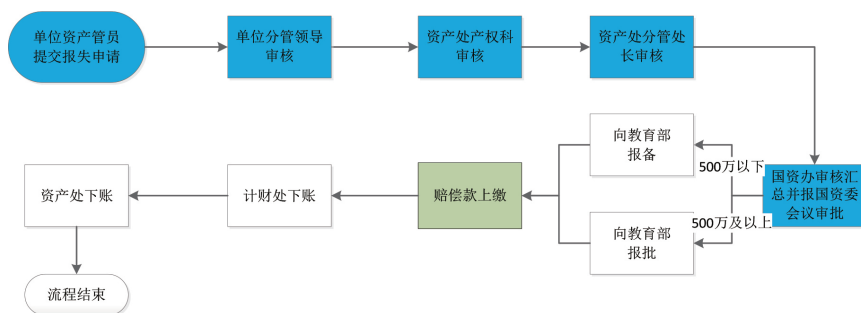 单位资产管员
提交报失申请
单位分管领导
审核
资产处产权科
审核
资产处分管处
长审核
国资办审核汇
总并报国资委
会议审批
500万以下
500万及以上
向教育部
报备
向教育部
报批
赔偿款上缴
计财处下账
资产处下账
流程结束